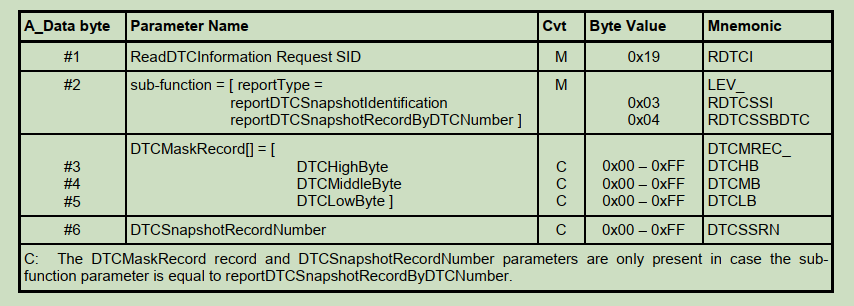 A_Data byte Parameter Name Cvt Byte Value Mnemonic
#1 ReadDTCInformation Request SID M 0x19 RDTCI
#2 sub-function = [ reportType = M LEV_
reportDTCSnapshotIdentification 0x03 RDTCSSI
reportDTCSnapshotRecordByDTCNumber ] 0x04 RDTCSSBDTC
DTCMaskRecord[] = [ DTCMREC_
#3 DTCHighByte C 0x00 – 0xFF DTCHB
#4 DTCMiddleByte C 0x00 – 0xFF DTCMB
#5 DTCLowByte ] C 0x00 – 0xFF DTCLB
#6 DTCSnapshotRecordNumber C 0x00 – 0xFF DTCSSRN
C: The DTCMaskRecord record and DTCSnapshotRecordNumber parameters are only present in case the sub-
function parameter is equal to reportDTCSnapshotRecordByDTCNumber.